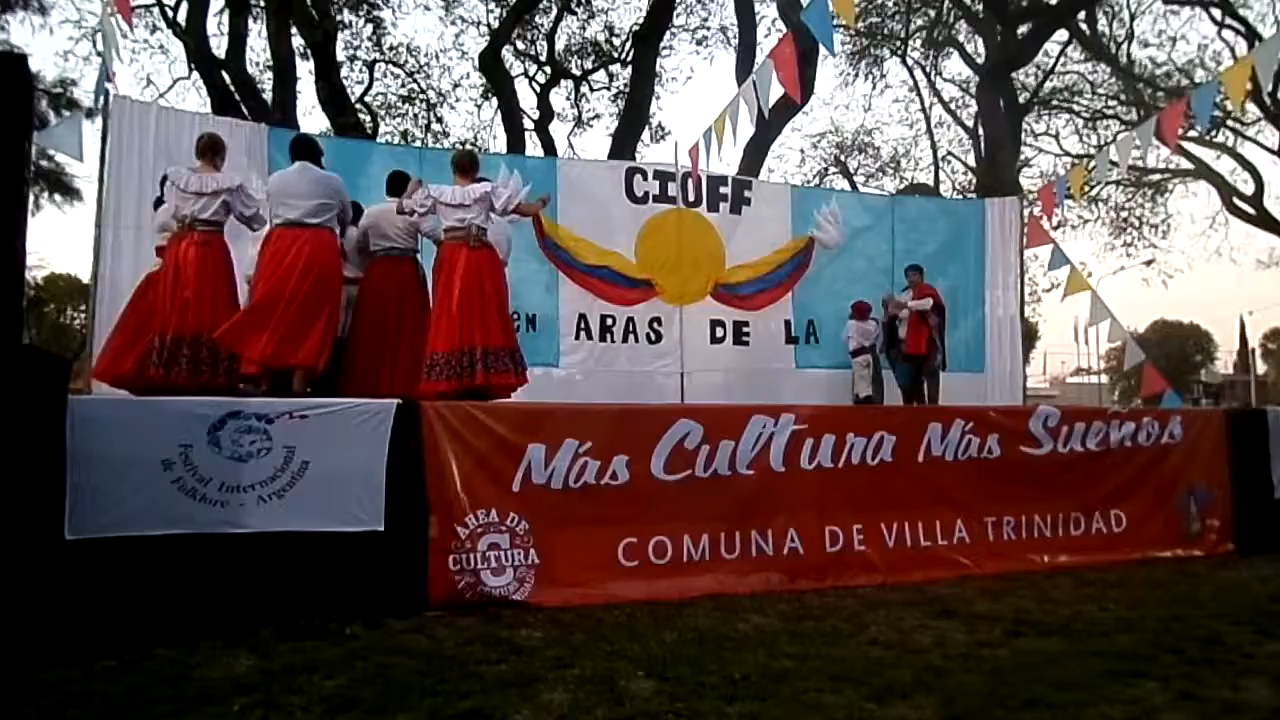 CIOFF
en ARAS DE LA
Festival Internacional
de Folklore - Argentina
Más Cultura Más Sueños
COMUNA DE VILLA TRINIDAD
ÁREA DE
CULTURA
C